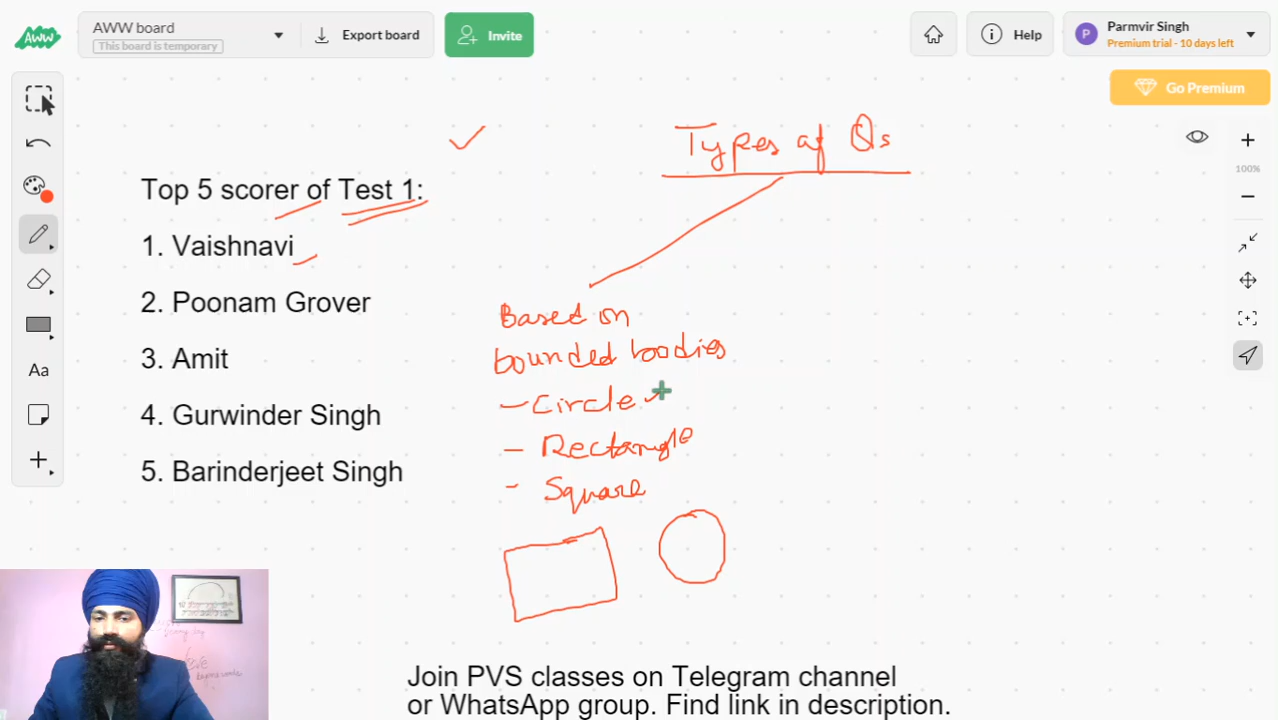 AWW board
This board is temporary
Export board
Invite
Help
Parmvir Singh
Premium trial - 10 days left
Go Premium
100%
Types of Qs
Top 5 scorer of Test 1:
1. Vaishnavi
2. Poonam Grover
3. Amit
4. Gurwinder Singh
5. Barinderjeet Singh
Based on
bounded boodies
- Circle
- Rectangle
- Square
Aa
AWW
P
Join PVS classes on Telegram channel
or WhatsApp group. Find link in description.